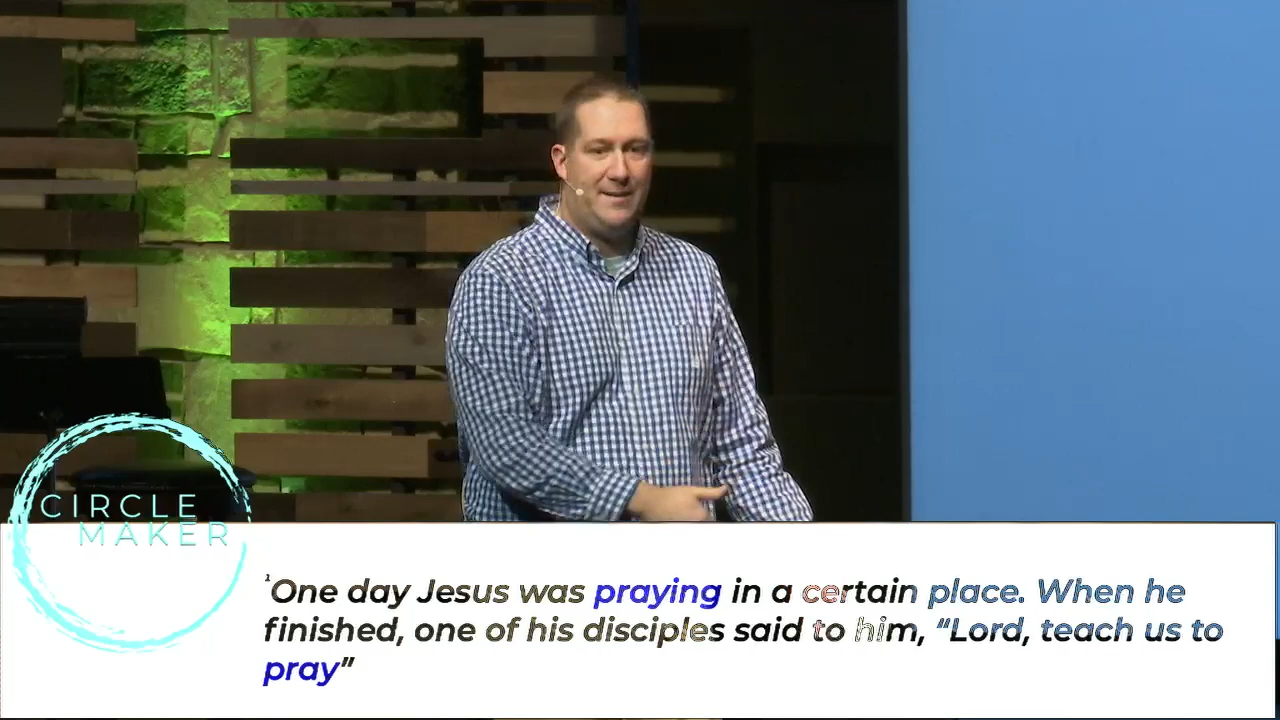 CIRCLE
MAKER
¹One day Jesus was praying in a certain place. When he
finished, one of his disciples said to him, “Lord, teach us to
pray”